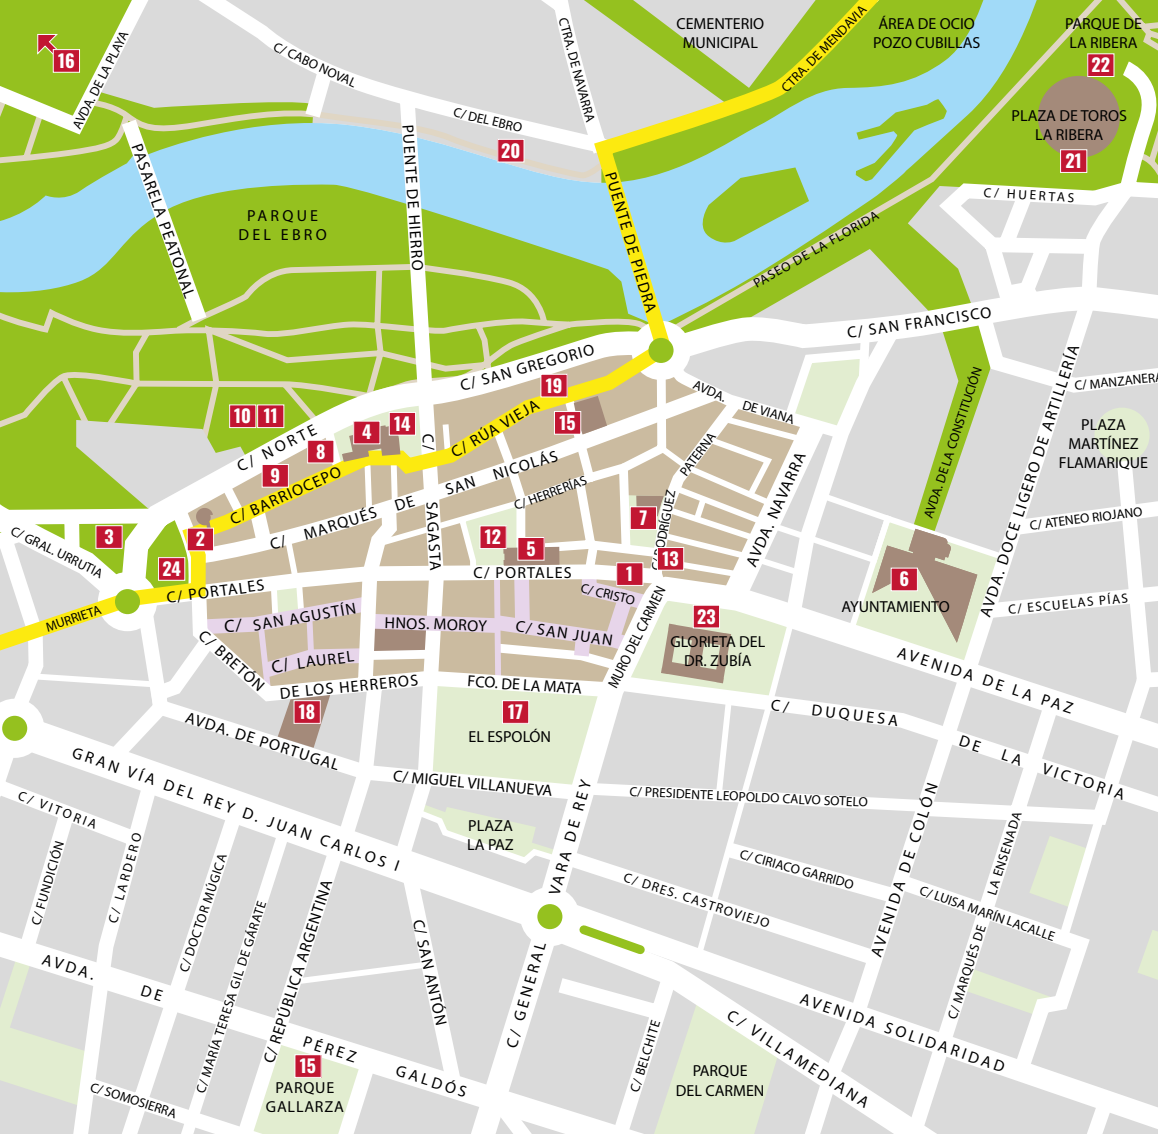 CEMENTERIO
MUNICIPAL
ÁREA DE OCIO
POZO CUBILLAS
PARQUE DE
LA RIBERA
22
16
AVDA. DE LA PLAYA
C/ CABO NOVAL
CTRA. DE NAVARRA
CTRA. DE MENDAVIA
PLAZA DE TOROS
LA RIBERA
21
C/ DEL EBRO
20
PASARELA PEATONAL
PUENTE DE HIERRO
PUENTE DE PIEDRA
C/ HUERTAS
PARQUE
DEL EBRO
PASEO DE LA FLORIDA
C/ SAN FRANCISCO
C/ SAN GREGORIO
19
AVDA. DE VIANA
C/ MANZANERA
AVDA. DE LA CONSTITUCIÓN
AVDA. DOCE LIGERO DE ARTILLERÍA
PLAZA
MARTÍNEZ
FLAMARIQUE
10
11
4
14
15
C/ NORTE
8
C/ RÚA VIEJA
9
C/ BARRIOCEPO
C/ SAGASTA
C/ MARQUÉS DE SAN NICOLÁS
C/ HERRERÍAS
PATERNA
C/ RODRÍGUEZ
AVDA. NAVARRA
C/ ATENEO RIOJANO
3
2
12
5
7
13
C/ GRAL. URRUTIA
24
C/ PORTALES
C/ PORTALES
1
6
AYUNTAMIENTO
MURRIETA
C/ CRISTO
C/ ESCUELAS PÍAS
C/ SAN AGUSTÍN
HNOS. MOROY
C/ SAN JUAN
MURO DEL CARMEN
23
GLORIETA DEL
DR. ZUBÍA
C/ LAUREL
C/ BRETÓN
DE LOS HERREROS
FCO. DE LA MATA
AVENIDA DE LA PAZ
18
17
EL ESPOLÓN
C/ DUQUESA
DE LA VICTORIA
AVDA. DE PORTUGAL
GRAN VÍA DEL REY D. JUAN CARLOS I
C/ MIGUEL VILLANUEVA
C/ PRESIDENTE LEOPOLDO CALVO SOTELO
C/ VITORIA
PLAZA
LA PAZ
VARA DE REY
AVENIDA DE COLÓN
C/ FUNDICIÓN
C/ LARDERO
C/ DOCTOR MÚGICA
C/ MARÍA TERESA GIL DE GÁRATE
C/ REPÚBLICA ARGENTINA
C/ CIRIACO GARRIDO
C/ DRES. CASTROVIEJO
C/ LUISA MARÍN LACALLE
C/ MARQUÉS DE LA ENSENADA
C/ SAN ANTÓN
C/ GENERAL
AVDA. DE PÉREZ GALDÓS
AVENIDA SOLIDARIDAD
C/ VILLAMEDIANA
C/ BELCHITE
15
PARQUE
GALLARZA
PARQUE
DEL CARMEN
C/ SOMOSIERRA